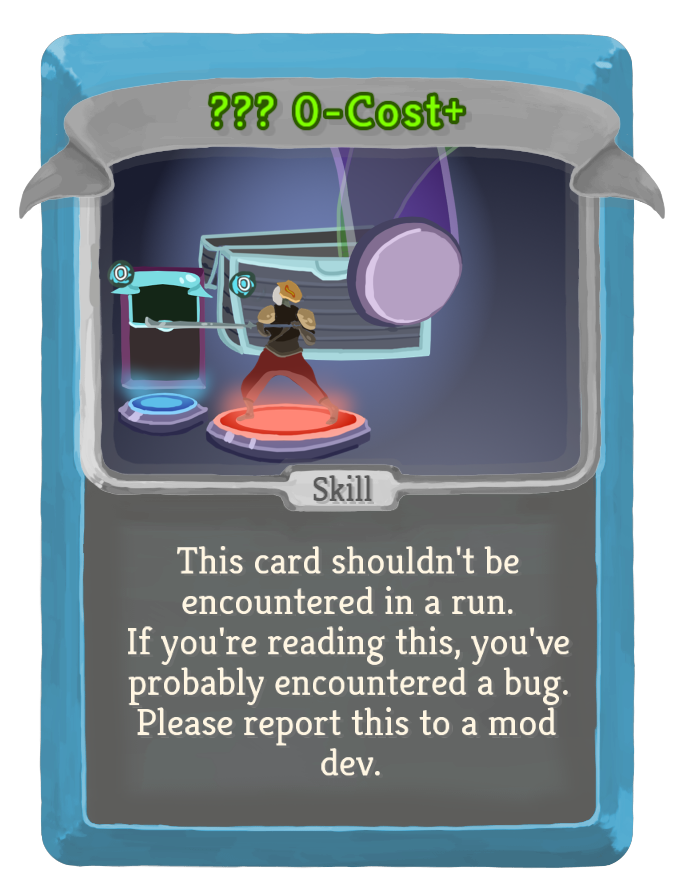 ??? 0-Cost+
Skill
This card shouldn't be
encountered in a run.
If you're reading this, you've
probably encountered a bug.
Please report this to a mod
dev.